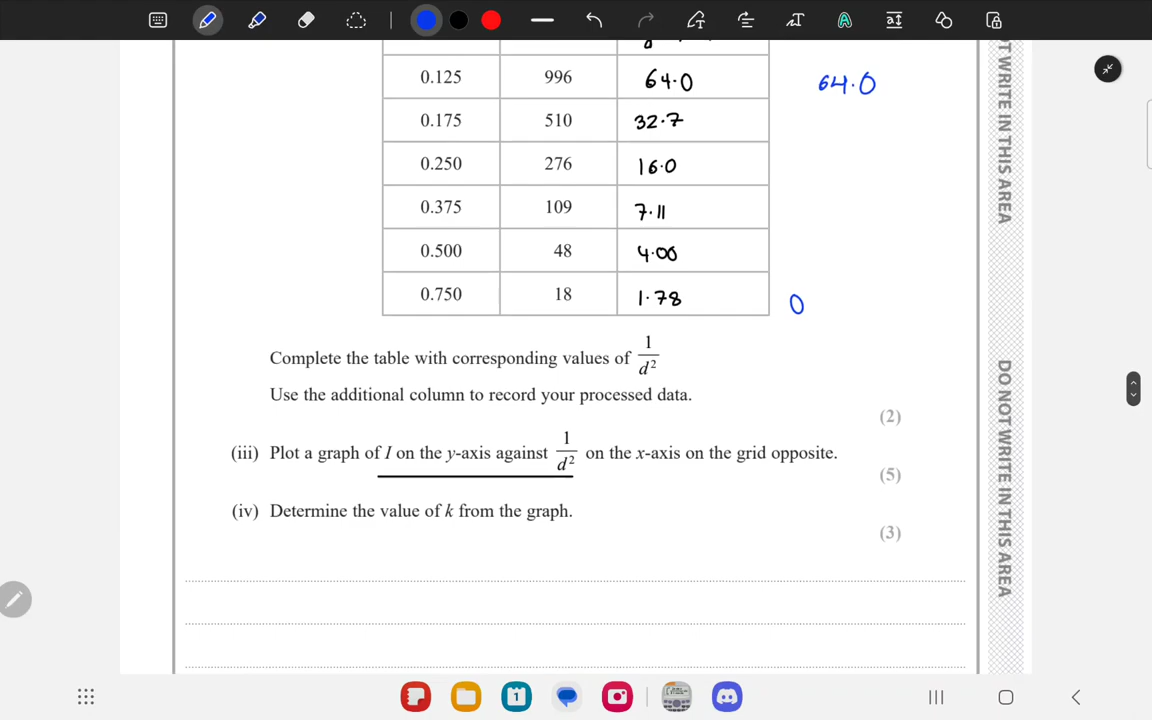 0.125 996 64.0 64.0
0.175 510 32.7
0.250 276 16.0
0.375 109 7.11
0.500 48 4.00
0.750 18 1.78 0
Complete the table with corresponding values of 1/d²
Use the additional column to record your processed data.
(2)
(iii) Plot a graph of I on the y-axis against 1/d² on the x-axis on the grid opposite.
(5)
(iv) Determine the value of k from the graph.
(3)
OT WRITE IN THIS AREA
DO NOT WRITE IN THIS AREA